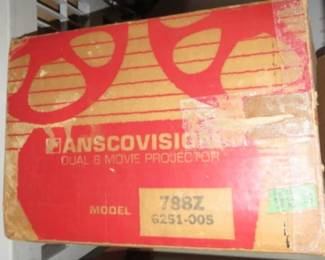 ANSCOVISION
DUAL 8 MOVIE PROJECTOR
MODEL 788Z
6251-005